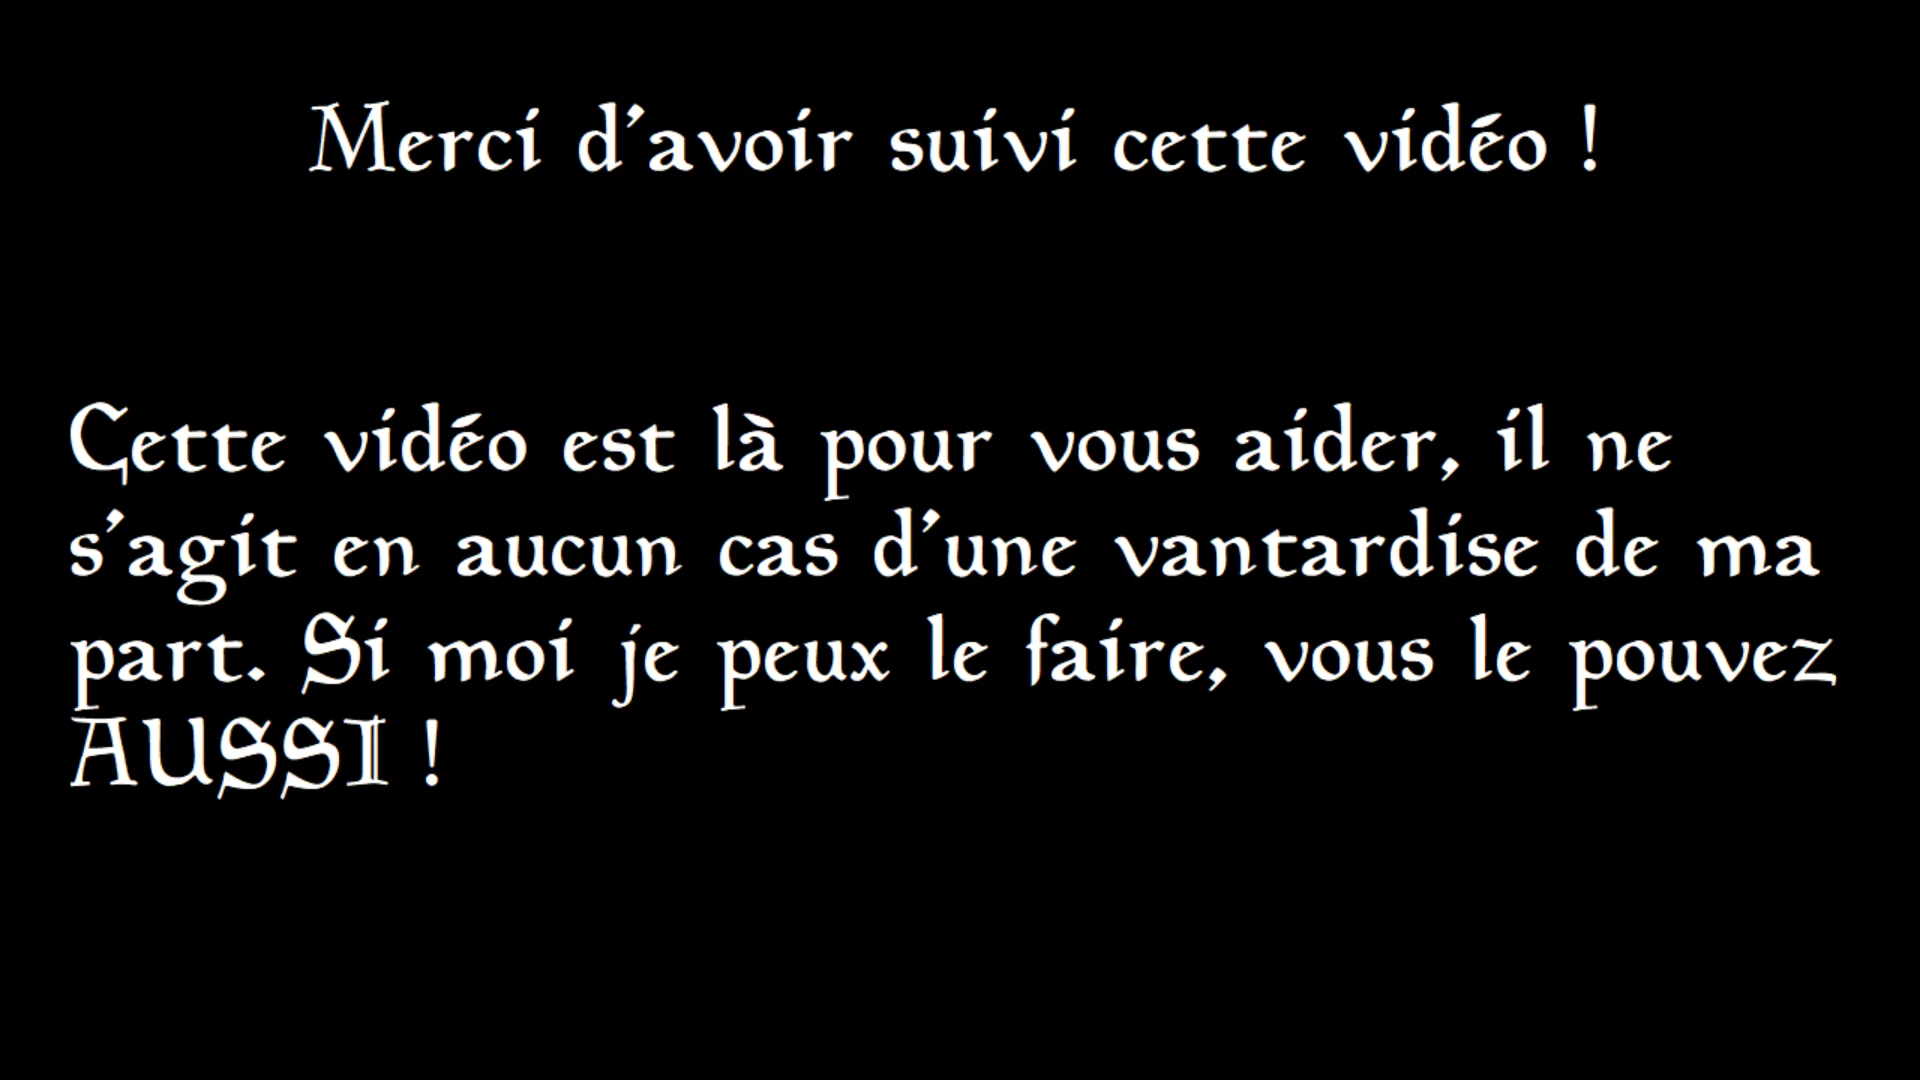 Merci d'avoir suivi cette vidéo !
Cette vidéo est là pour vous aider, il ne
s'agit en aucun cas d'une vantardise de ma
part. Si moi je peux le faire, vous le pouvez
AUSSI !